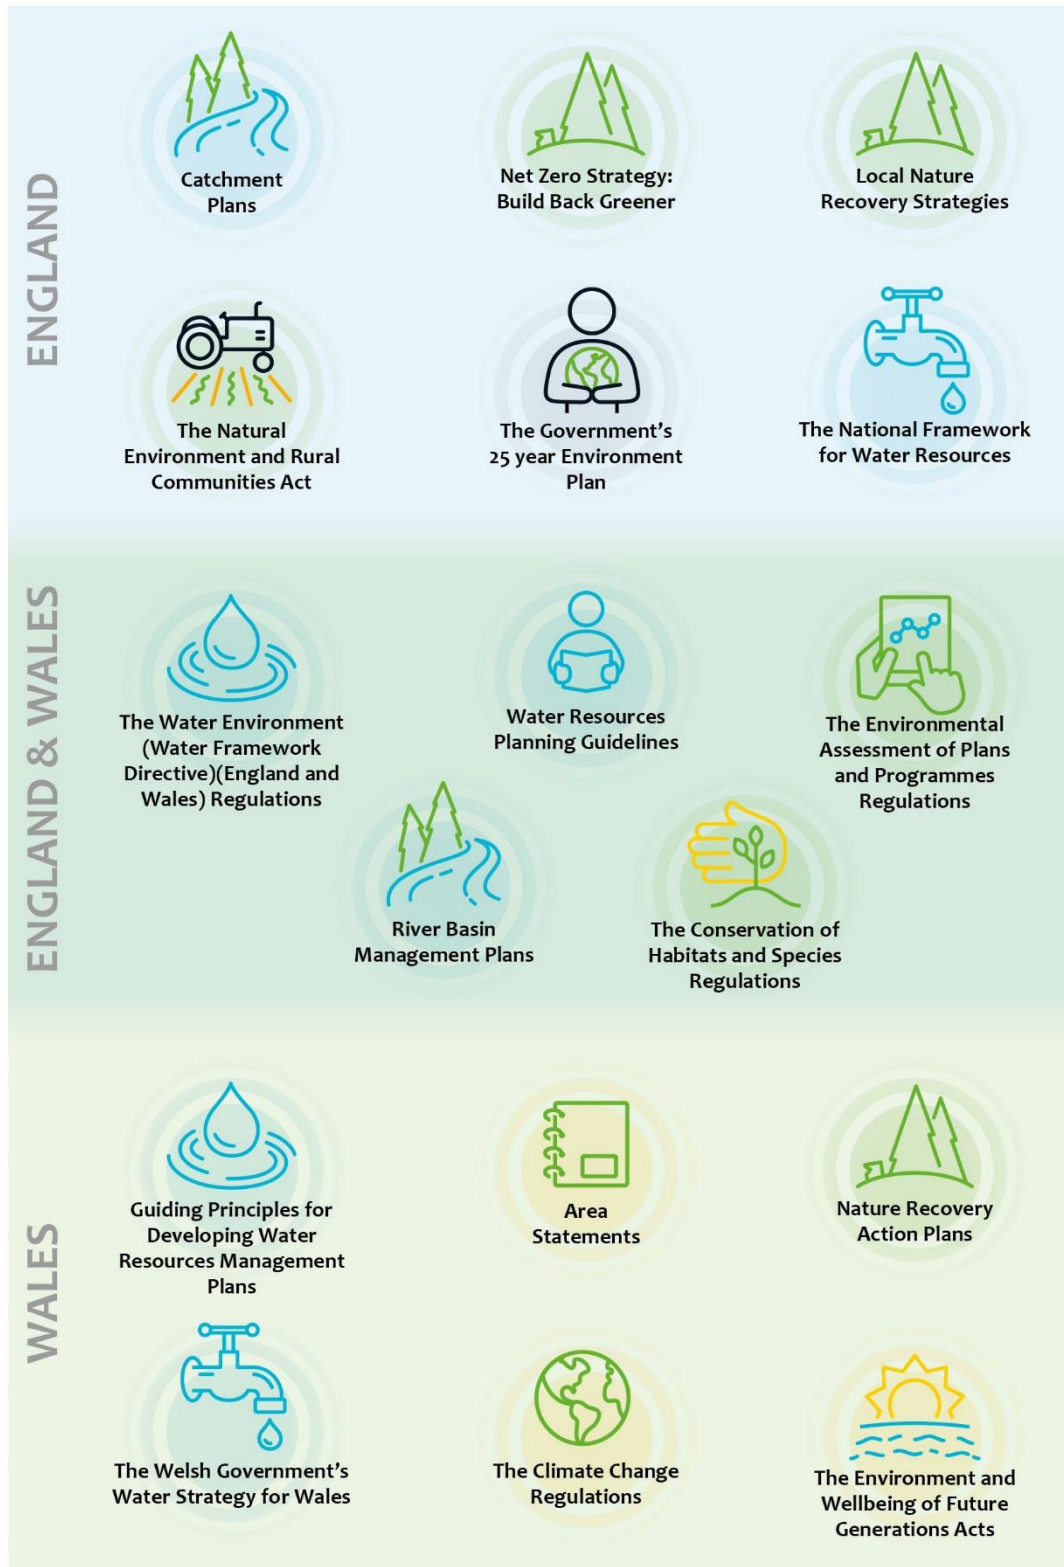 ENGLAND
Catchment
Plans
Net Zero Strategy:
Build Back Greener
Local Nature
Recovery Strategies
The Natural
Environment and Rural
Communities Act
The Government's
25 year Environment
Plan
The National Framework
for Water Resources
ENGLAND & WALES
The Water Environment
(Water Framework
Directive)(England and
Wales) Regulations
Water Resources
Planning Guidelines
The Environmental
Assessment of Plans
and Programmes
Regulations
River Basin
Management Plans
The Conservation of
Habitats and Species
Regulations
WALES
Guiding Principles for
Developing Water
Resources Management
Plans
Area
Statements
Nature Recovery
Action Plans
The Welsh Government's
Water Strategy for Wales
The Climate Change
Regulations
The Environment and
Wellbeing of Future
Generations Acts